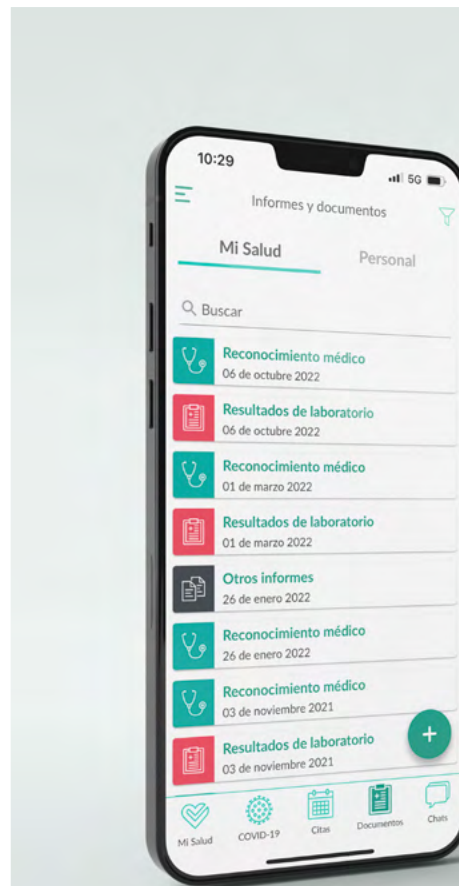 10:29
5G
Informes y documentos
Mi Salud
Personal
Buscar
Reconocimiento médico
06 de octubre 2022
Resultados de laboratorio
06 de octubre 2022
Reconocimiento médico
01 de marzo 2022
Resultados de laboratorio
01 de marzo 2022
Otros informes
26 de enero 2022
Reconocimiento médico
26 de enero 2022
Reconocimiento médico
03 de noviembre 2021
Resultados de laboratorio
03 de noviembre 2021
+
Mi Salud
COVID-19
Citas
Documentos
Chats